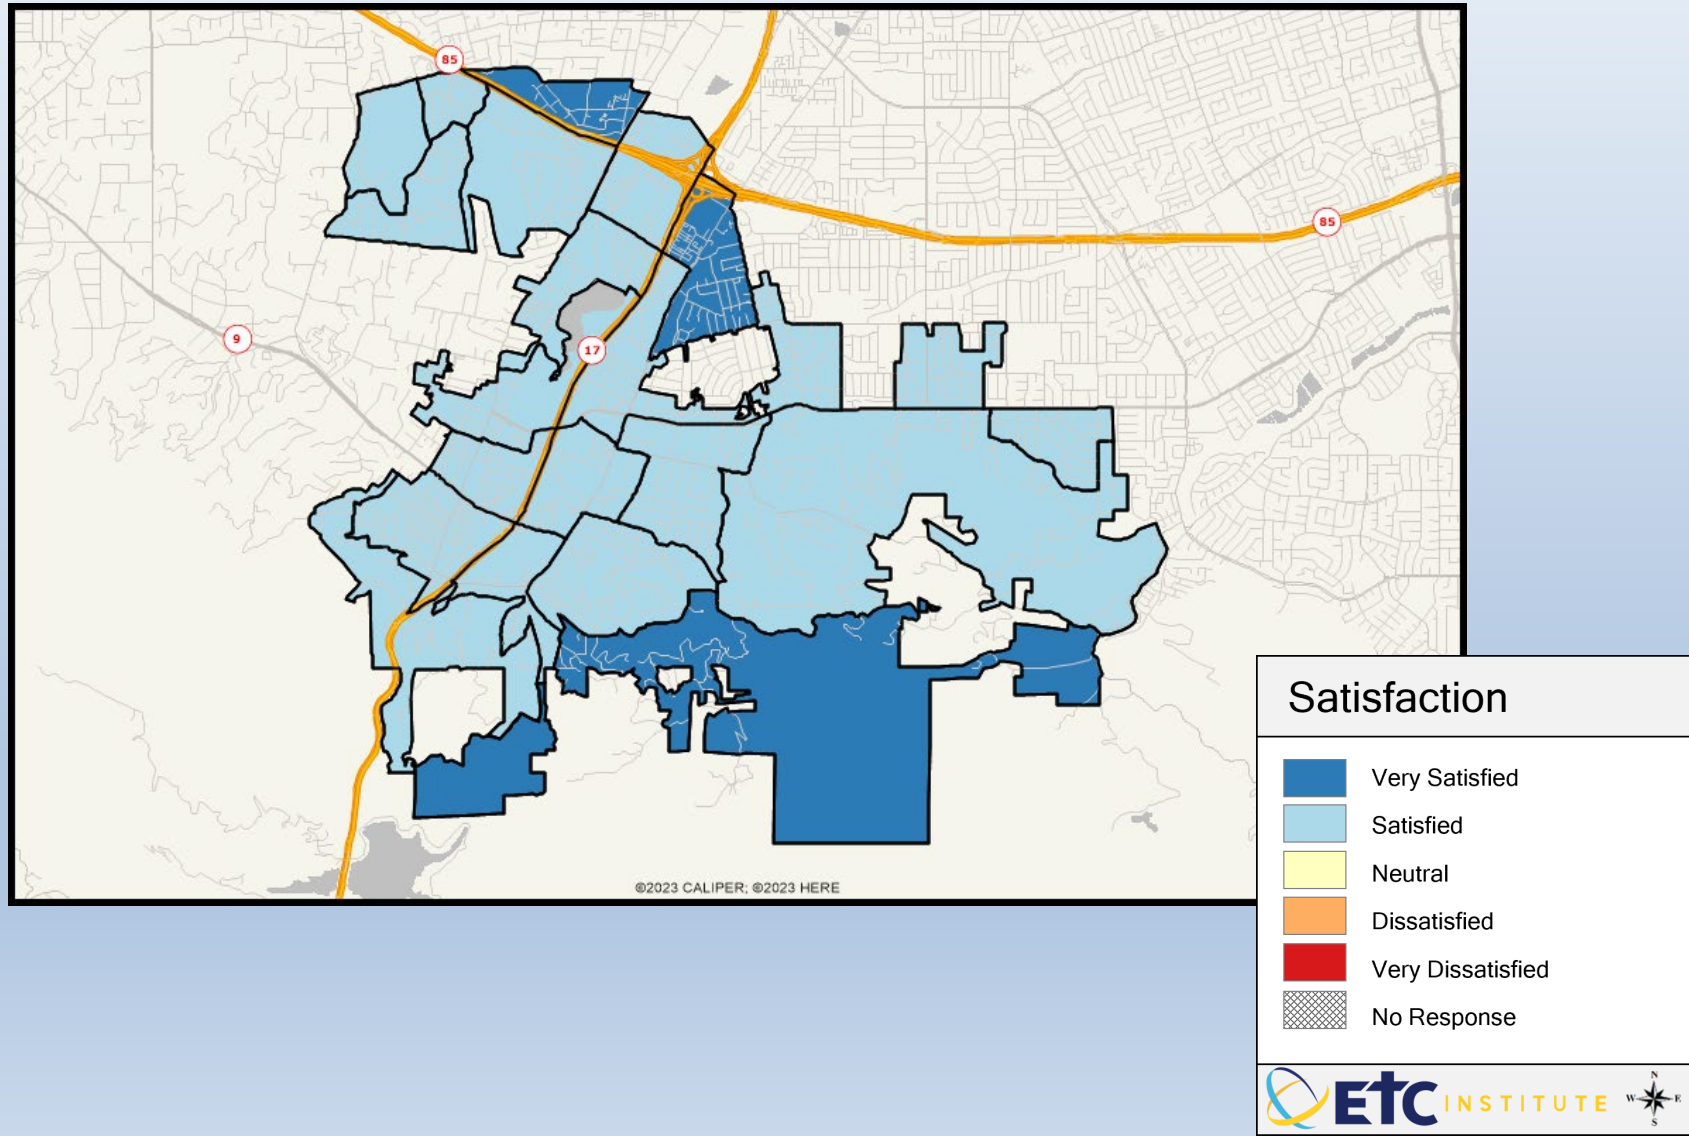 85
85
9
17
©2023 CALIPER; ©2023 HERE
Satisfaction
Very Satisfied
Satisfied
Neutral
Dissatisfied
Very Dissatisfied
No Response
ETC INSTITUTE
N
W E
S